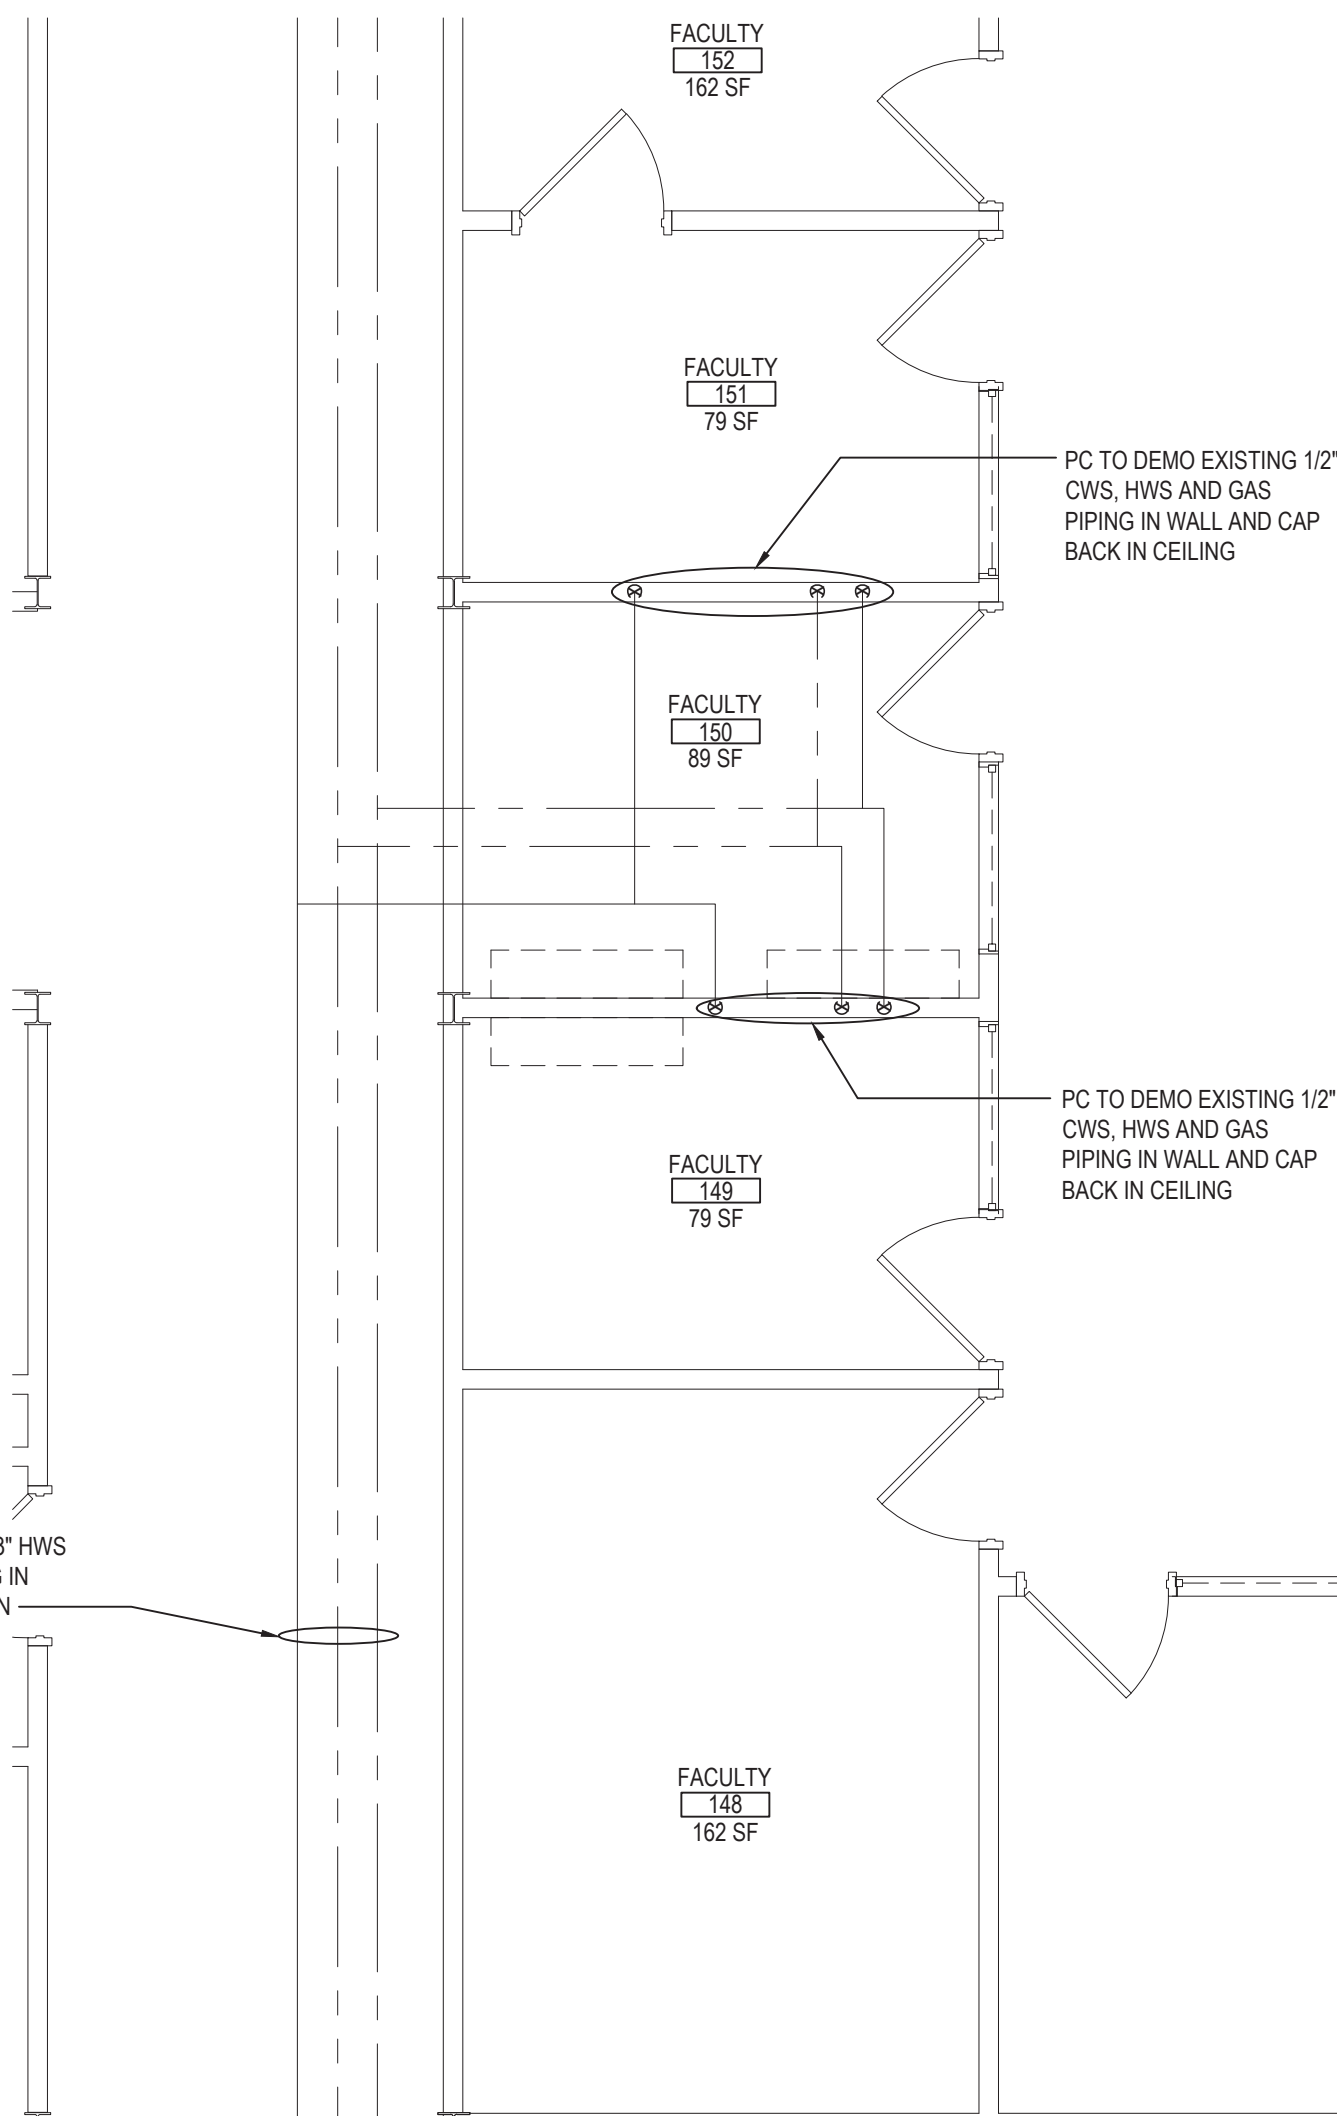 FACULTY
152
162 SF
FACULTY
151
79 SF
PC TO DEMO EXISTING 1/2"
CWS, HWS AND GAS
PIPING IN WALL AND CAP
BACK IN CEILING
FACULTY
150
89 SF
PC TO DEMO EXISTING 1/2"
CWS, HWS AND GAS
PIPING IN WALL AND CAP
BACK IN CEILING
FACULTY
149
79 SF
HWS
IN
FACULTY
148
162 SF